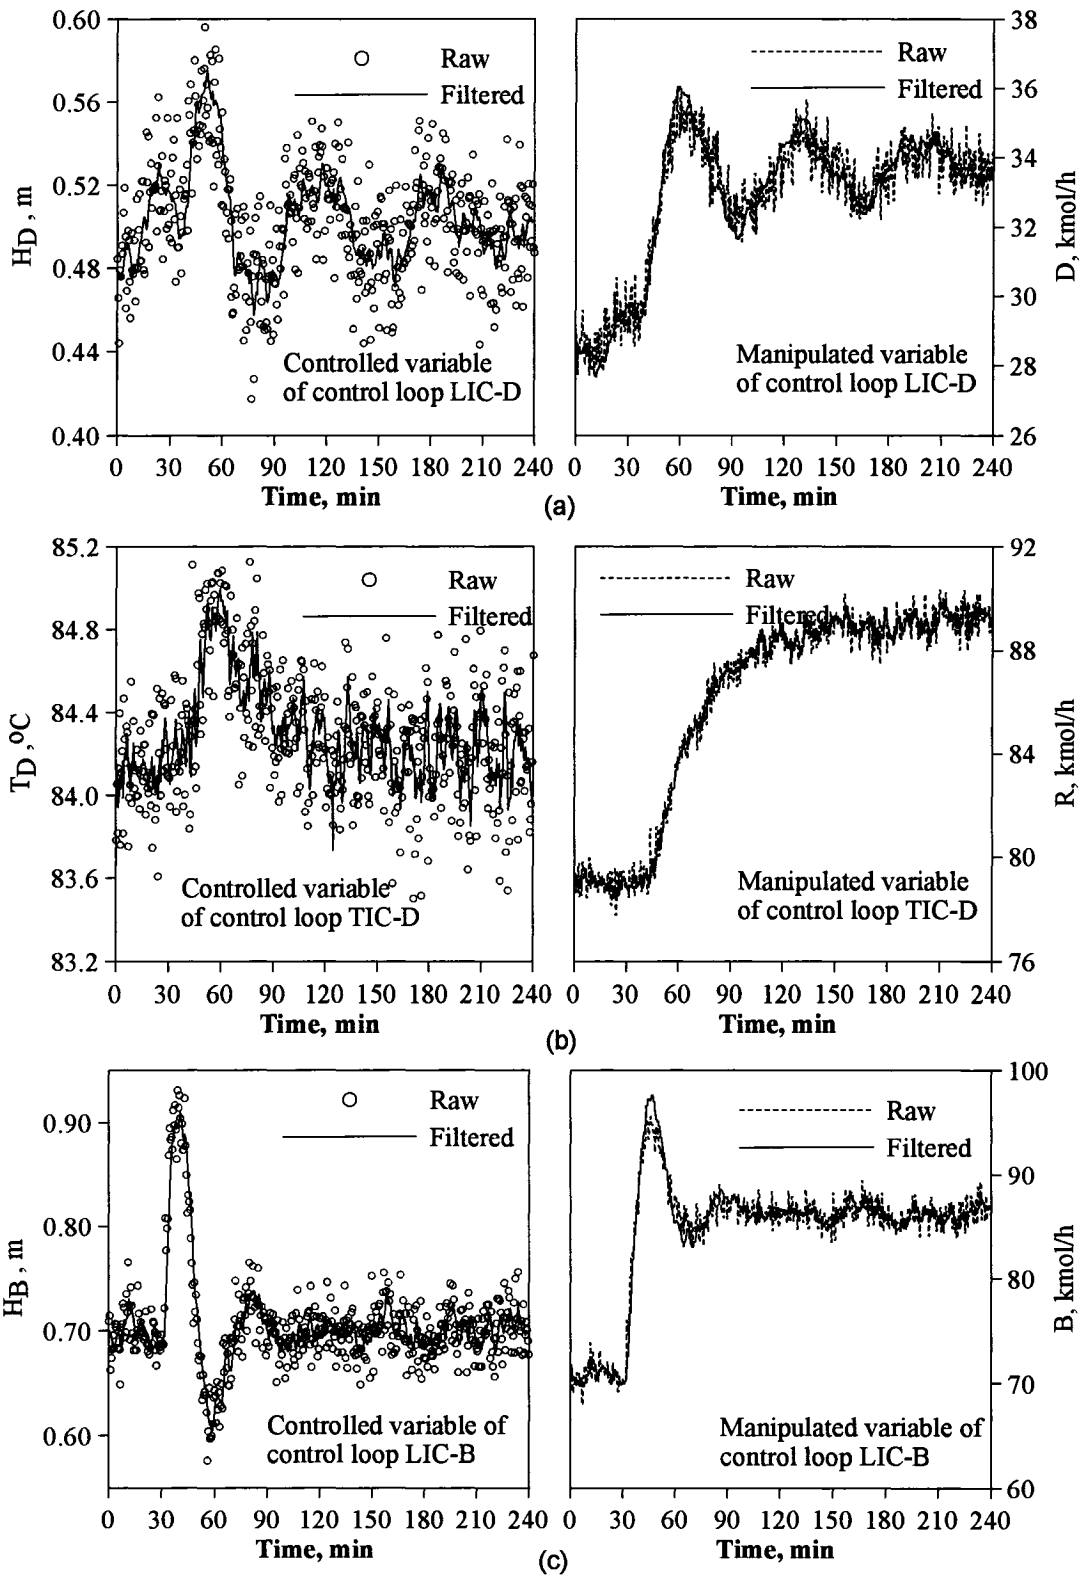 0.60
0.56
0.52
0.48
0.44
0.40
H_D , m
Raw
Filtered
Controlled variable
of control loop LIC-D
0 30 60 90 120 150 180 210 240
Time, min
38
36
34
32
30
28
26
D, kmol/h
Raw
Filtered
Manipulated variable
of control loop LIC-D
0 30 60 90 120 150 180 210 240
Time, min
(a)
85.2
84.8
84.4
84.0
83.6
83.2
T_D , ºC
Raw
Filtered
Controlled variable
of control loop TIC-D
0 30 60 90 120 150 180 210 240
Time, min
92
88
84
80
76
R, kmol/h
Raw
Filtered
Manipulated variable
of control loop TIC-D
0 30 60 90 120 150 180 210 240
Time, min
(b)
0.90
0.80
0.70
0.60
H_B , m
Raw
Filtered
Controlled variable of
control loop LIC-B
0 30 60 90 120 150 180 210 240
Time, min
100
90
80
70
60
B, kmol/h
Raw
Filtered
Manipulated variable of
control loop LIC-B
0 30 60 90 120 150 180 210 240
Time, min
(c)